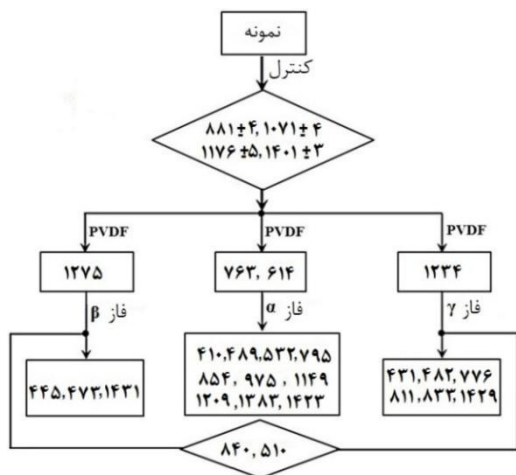 نمونه
کنترل
۸۸۱±۴,۱۰۷۱±۴
۱۱۷۶±۵,۱۴۰۱±۳
PVDF
PVDF
PVDF
۱۲۷۵
۷۶۳, ۶۱۴
۱۲۳۴
فاز β
فاز α
فاز γ
۴۴۵,۴۷۳,۱۴۳۱
۴۱۰,۴۸۹,۵۳۲,۷۹۵
۸۵۴, ۹۷۵ , ۱۱۴۹
۱۲۰۹,۱۳۸۳,۱۴۲۳
۴۳۱,۴۸۲,۷۷۶
۸۱۱,۸۳۳,۱۴۲۹
۸۴۰, ۵۱۰